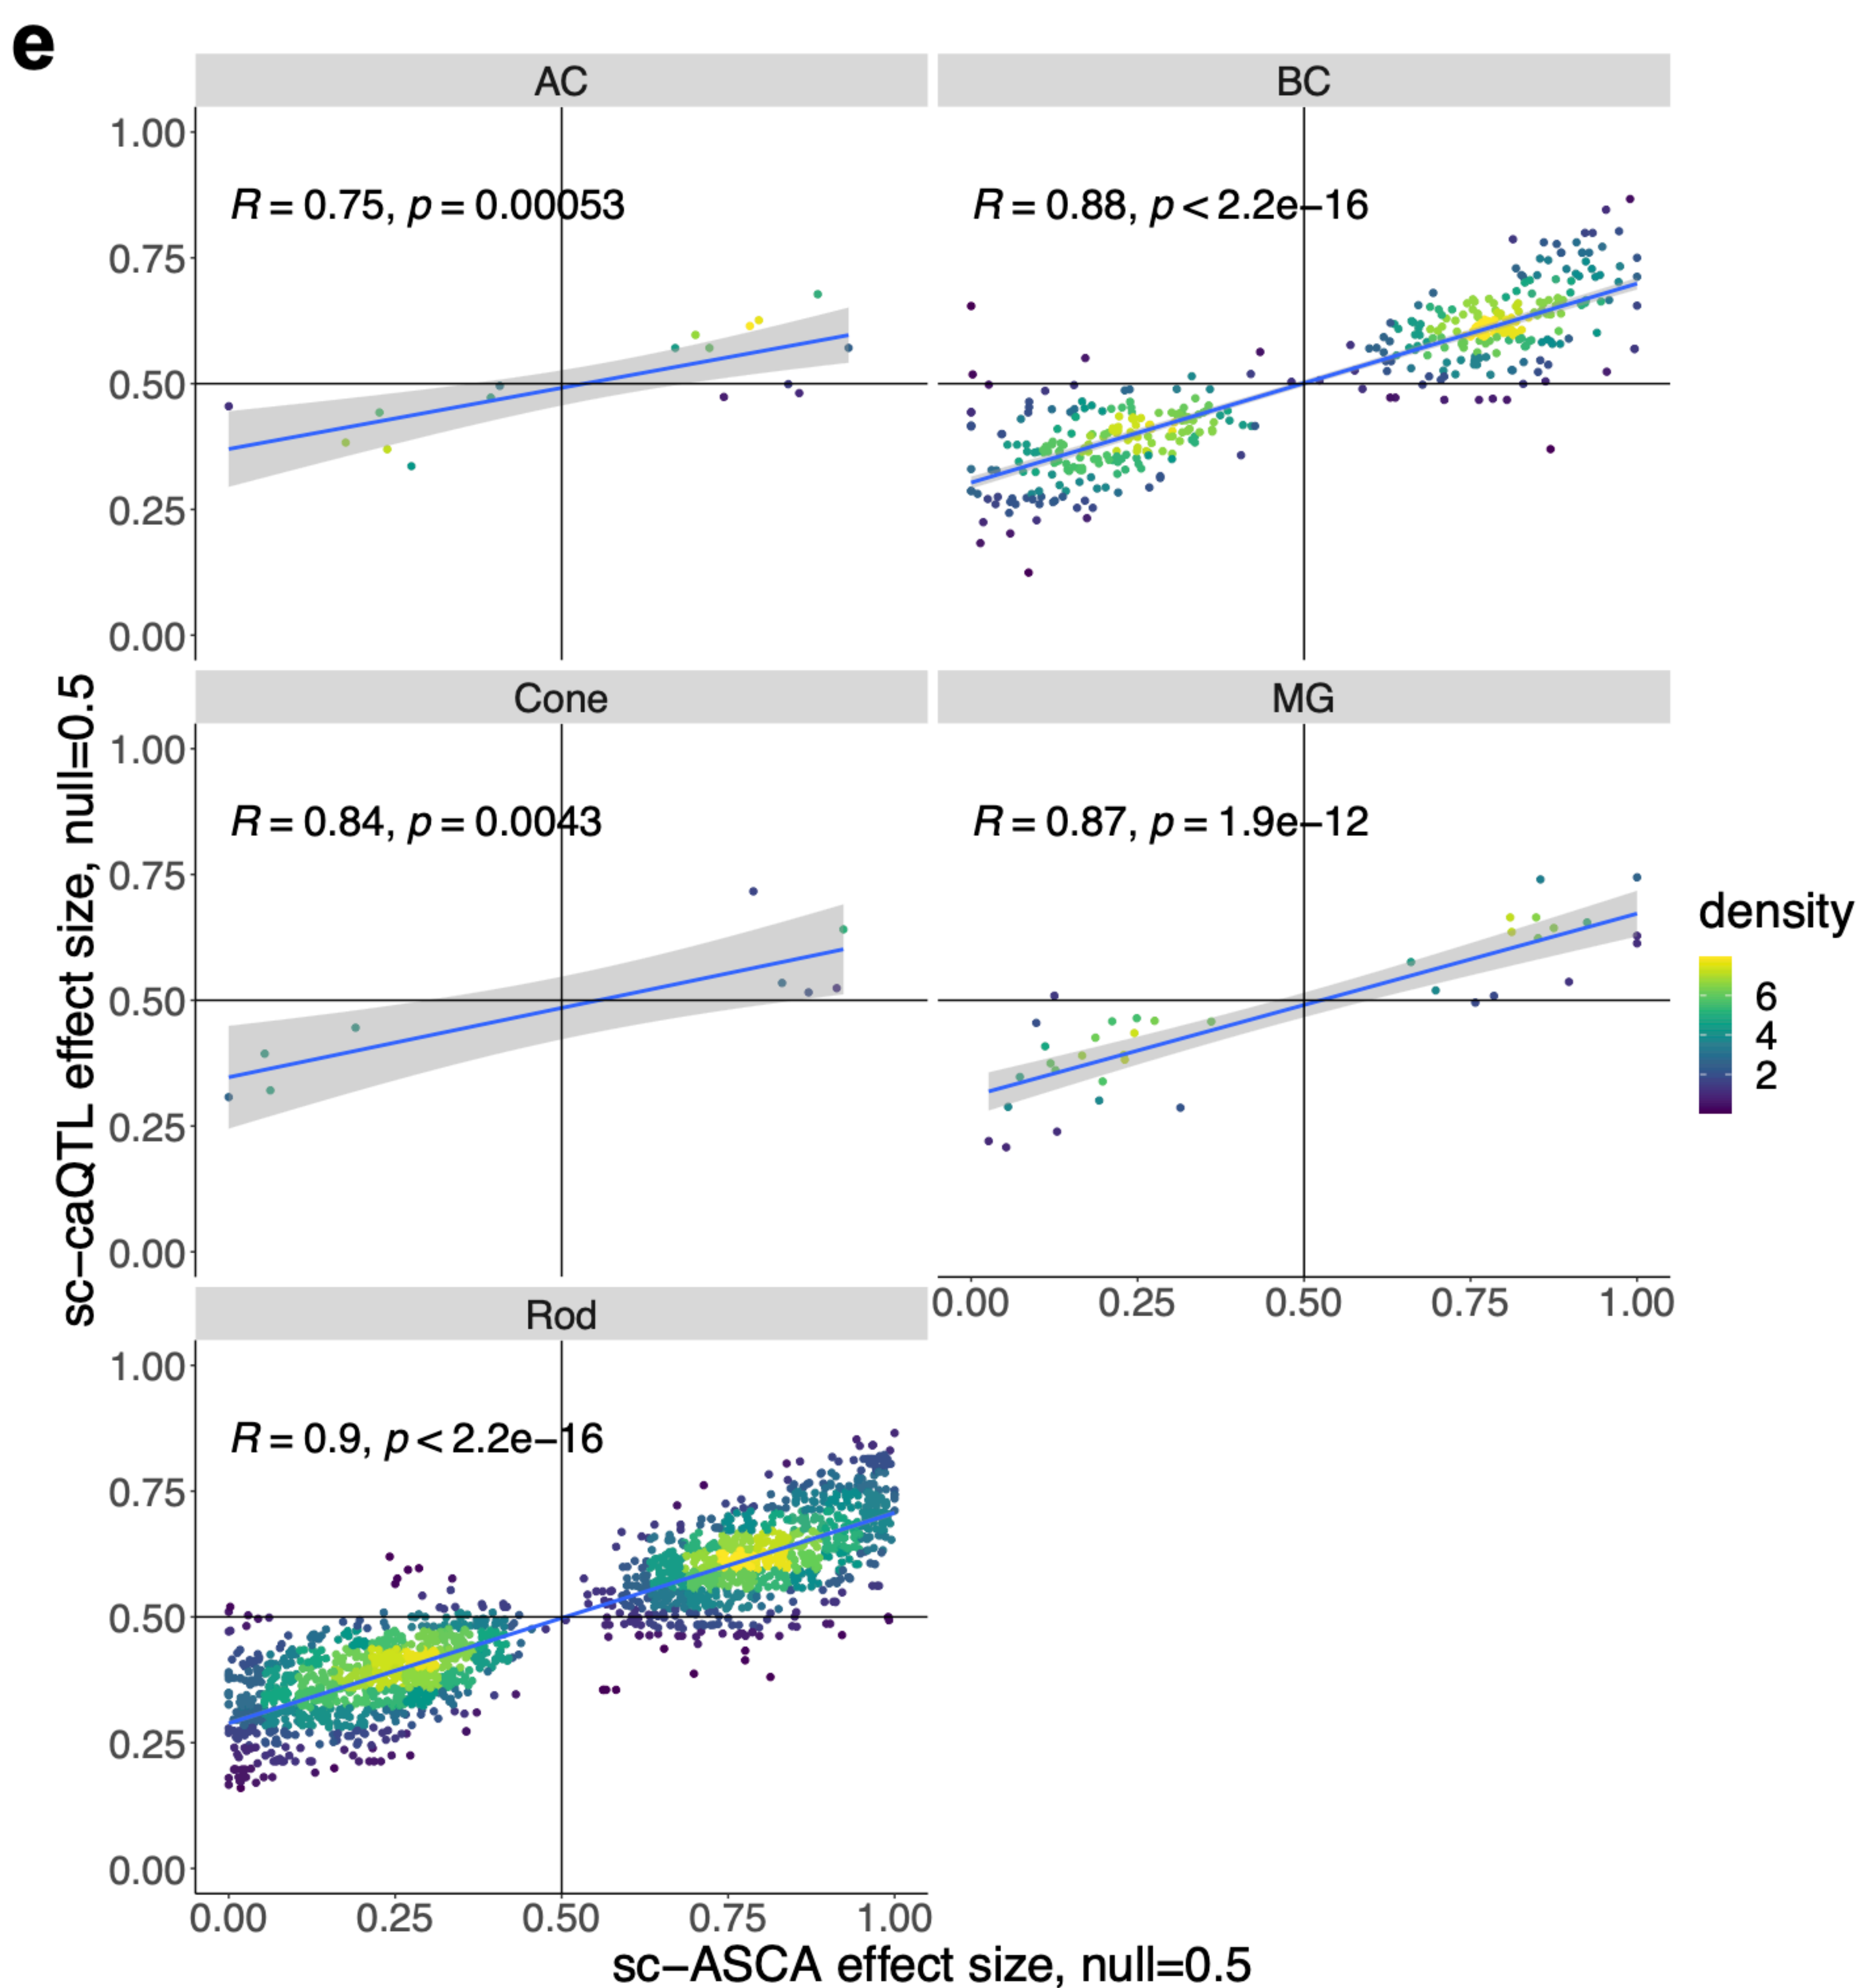 e
AC
BC
1.00
0.75
0.50
0.25
0.00
R = 0.75, p = 0.00053
R = 0.88, p < 2.2e−16
Cone
MG
1.00
0.75
0.50
0.25
0.00
R = 0.84, p = 0.0043
R = 0.87, p = 1.9e−12
0.00 0.25 0.50 0.75 1.00
Rod
1.00
0.75
0.50
0.25
0.00
R = 0.9, p < 2.2e−16
0.00 0.25 0.50 0.75 1.00
sc−ASCA effect size, null=0.5
sc−caQTL effect size, null=0.5
density
6
4
2